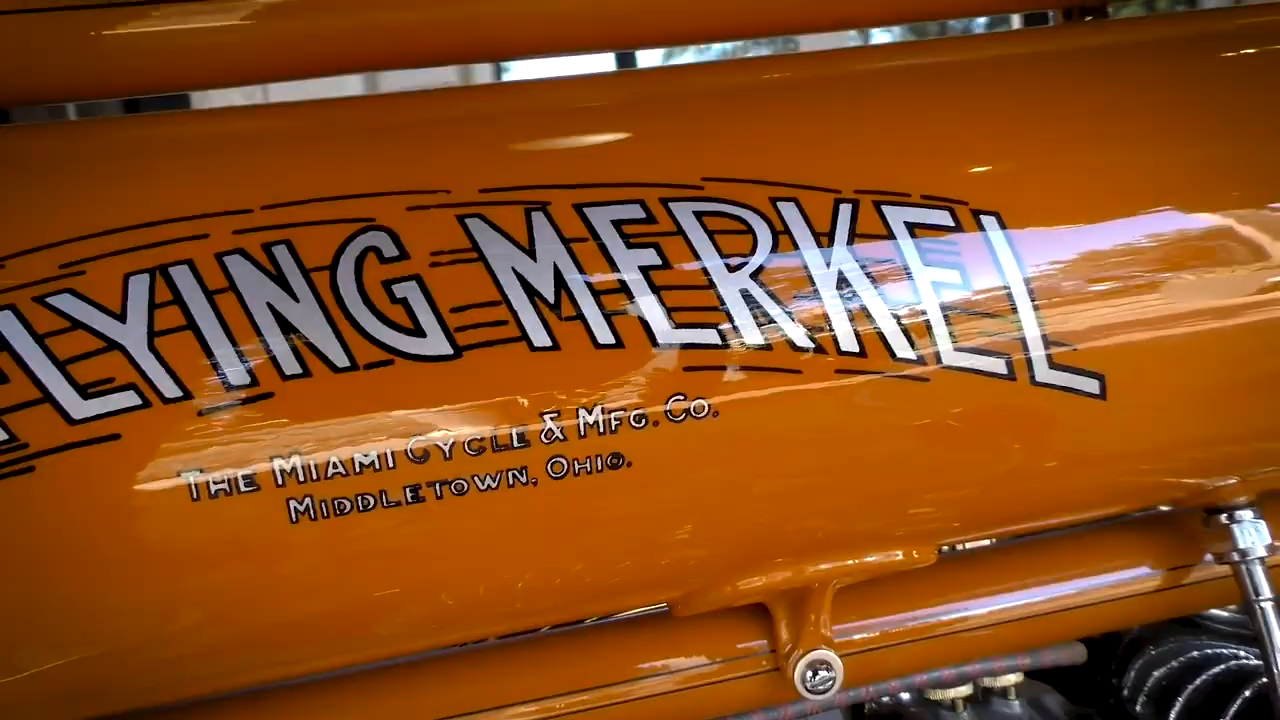 FLYING MERKEL
THE MIAMI CYCLE & MFG. CO.
MIDDLETOWN, OHIO.